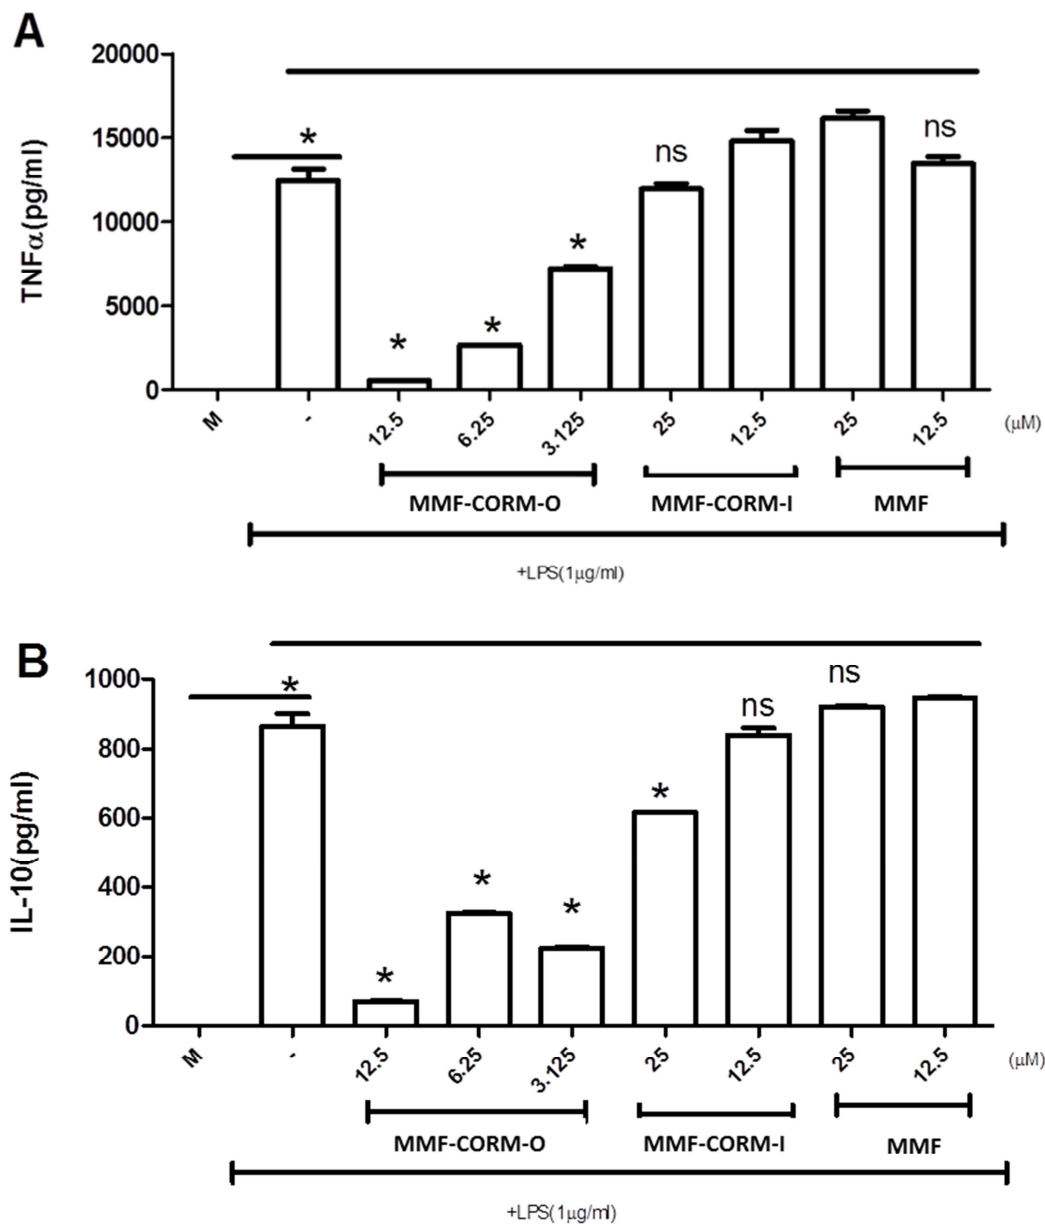 A
TNFα(pg/ml)
20000
15000
10000
5000
0
*
*
*
*
ns
ns
M
-
12.5
6.25
3.125
25
12.5
25
12.5
(µM)
MMF-CORM-O
MMF-CORM-I
MMF
+LPS(1µg/ml)
B
IL-10(pg/ml)
1000
800
600
400
200
0
*
*
*
*
*
ns
ns
M
-
12.5
6.25
3.125
25
12.5
25
12.5
(µM)
MMF-CORM-O
MMF-CORM-I
MMF
+LPS(1µg/ml)